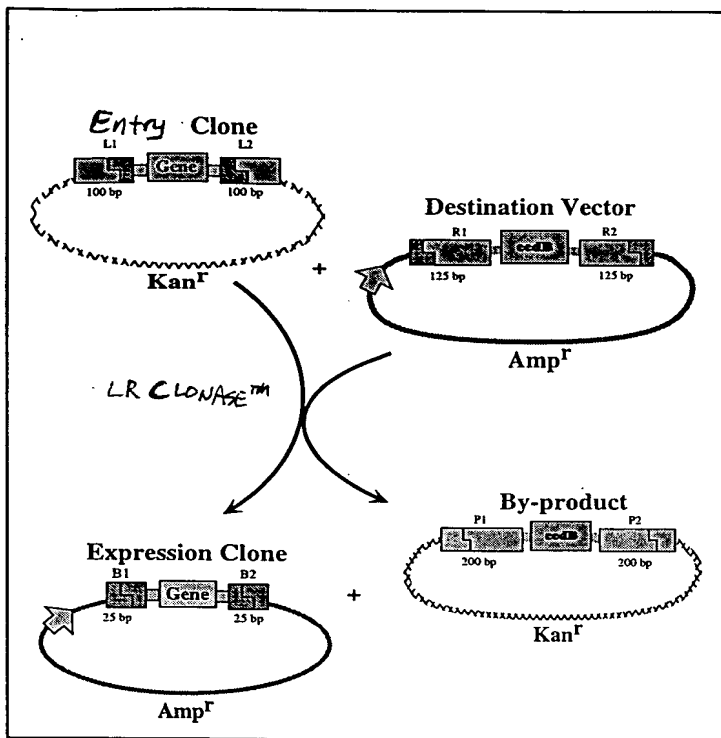 Entry Clone
L1 L2
Gene
100 bp 100 bp
Kanʳ
+
Destination Vector
R1 R2
ccdB
125 bp 125 bp
Ampʳ
LR CLONASE™
Expression Clone
B1 B2
Gene
25 bp 25 bp
Ampʳ
+
By-product
P1 P2
ccdB
200 bp 200 bp
Kanʳ